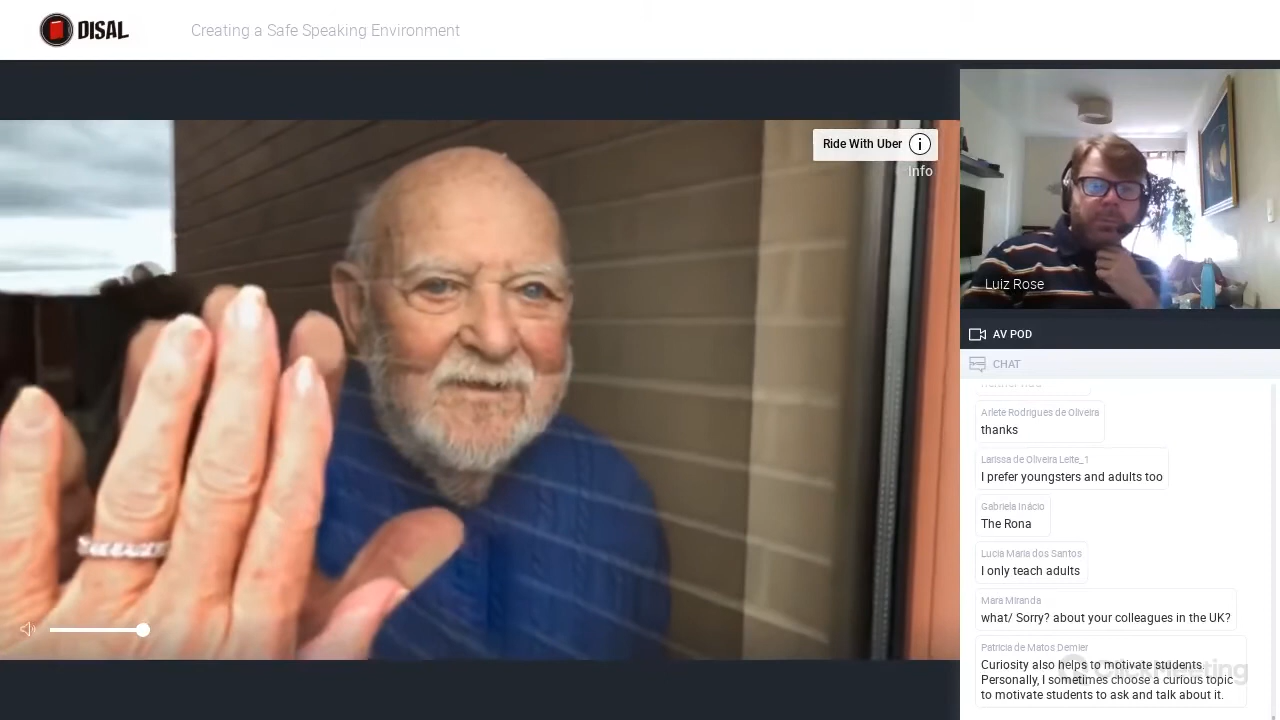 DISAL
Creating a Safe Speaking Environment
Ride With Uber
Info
Luiz Rose
AV POD
CHAT
Arlete Rodrigues de Oliveira
thanks
Larissa de Oliveira Leite_1
I prefer youngsters and adults too
Gabriela Inácio
The Rona
Lucia Maria dos Santos
I only teach adults
Mara Miranda
what/ Sorry? about your colleagues in the UK?
Patricia de Matos Demier
Curiosity also helps to motivate students.
Personally, I sometimes choose a curious topic
to motivate students to ask and talk about it.
ClickMeeting